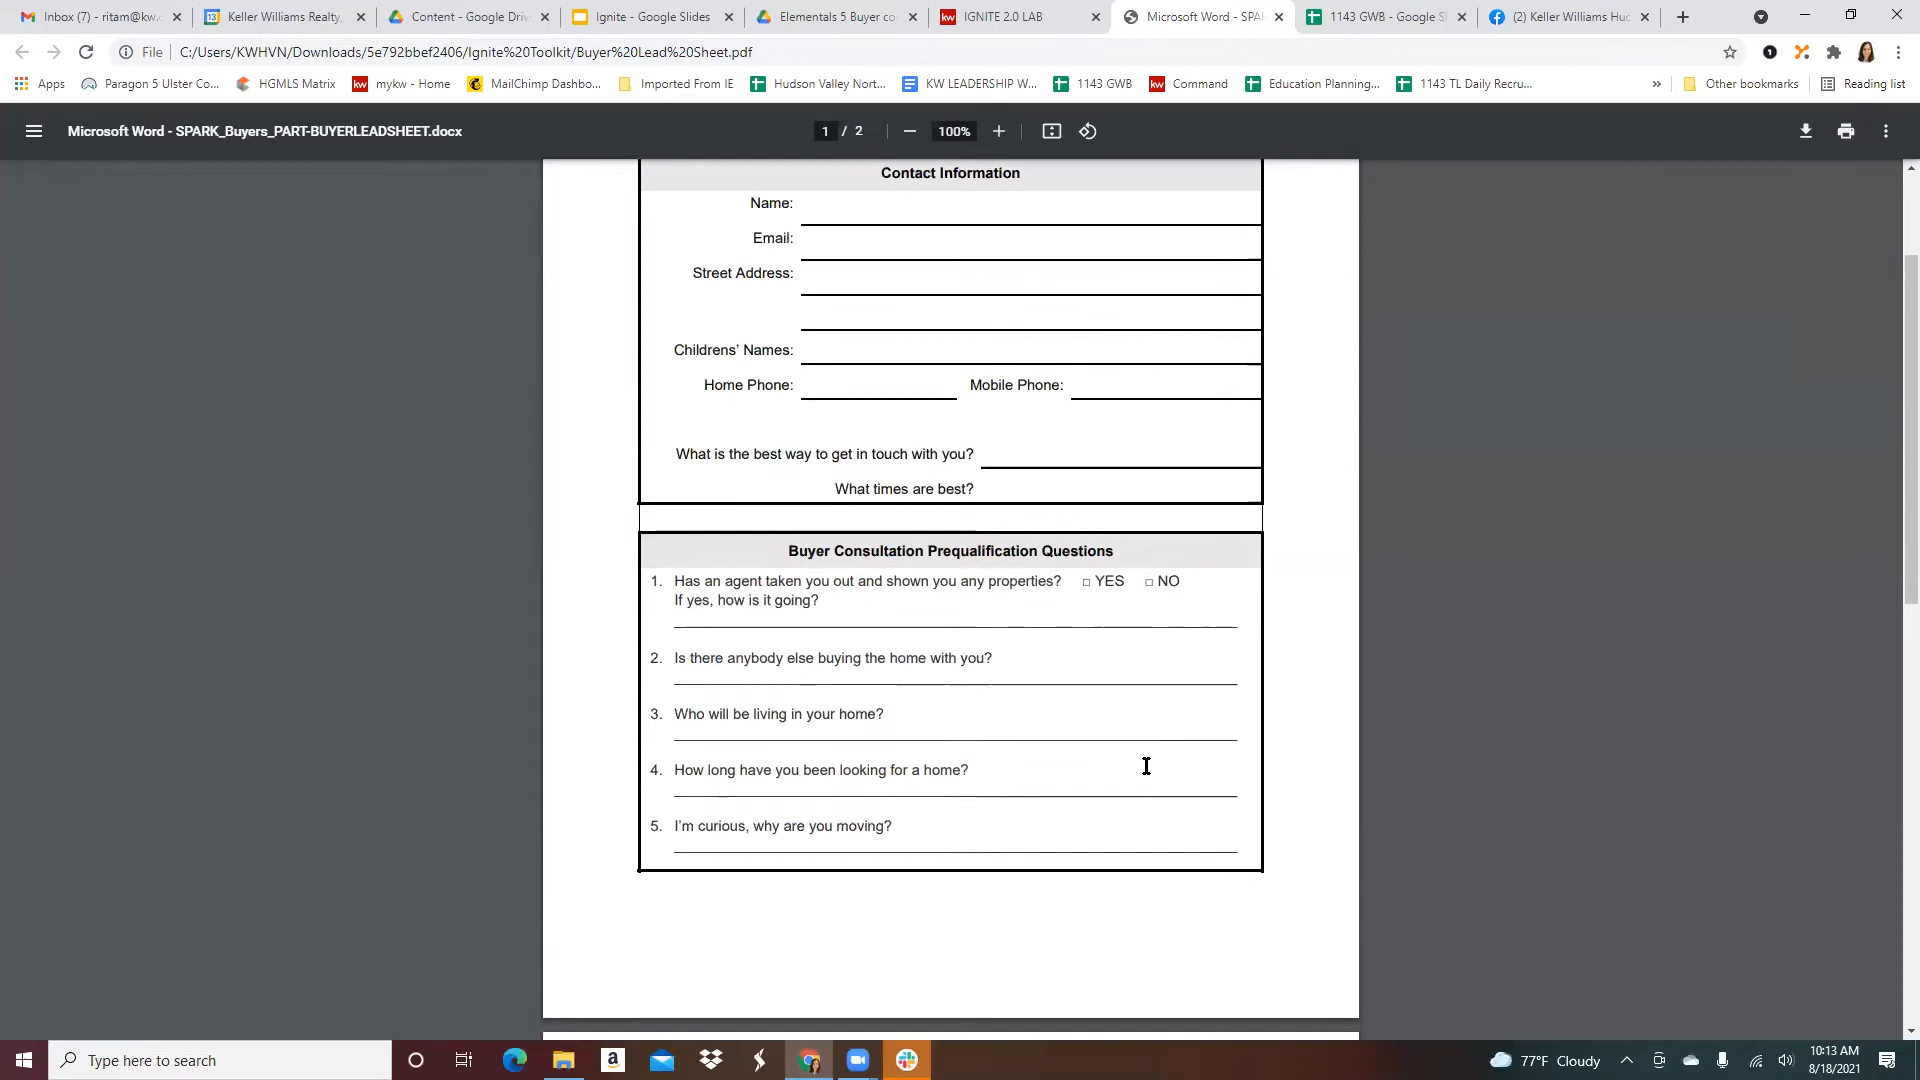 Inbox (7) - ritam@kw.c
Keller Williams Realty,
Content - Google Driv
Ignite - Google Slides
Elementals 5 Buyer co
IGNITE 2.0 LAB
Microsoft Word - SPA
1143 GWB - Google S
(2) Keller Williams Hud
File C:/Users/KWHVN/Downloads/5e792bbef2406/Ignite%20Toolkit/Buyer%20Lead%20Sheet.pdf
Apps
Paragon 5 Ulster Co...
HGMLS Matrix
mykw - Home
MailChimp Dashbo...
Imported From IE
Hudson Valley Nort...
KW LEADERSHIP W...
1143 GWB
Command
Education Planning...
1143 TL Daily Recru...
»
Other bookmarks
Reading list
Microsoft Word - SPARK_Buyers_PART-BUYERLEADSHEET.docx
1 / 2
100%
Contact Information
Name:
Email:
Street Address:
Childrens’ Names:
Home Phone: Mobile Phone:
What is the best way to get in touch with you?
What times are best?
Buyer Consultation Prequalification Questions
1. Has an agent taken you out and shown you any properties? □ YES □ NO
If yes, how is it going?
2. Is there anybody else buying the home with you?
3. Who will be living in your home?
4. How long have you been looking for a home?
5. I’m curious, why are you moving?
Type here to search
77°F Cloudy
10:13 AM
8/18/2021